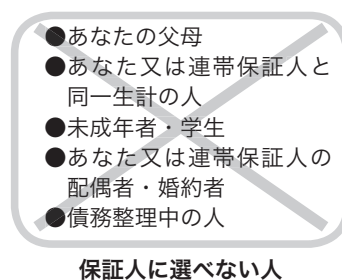 ●あなたの父母
●あなた又は連帯保証人と
同一生計の人
●未成年者・学生
●あなた又は連帯保証人の
配偶者・婚約者
●債務整理中の人
保証人に選べない人